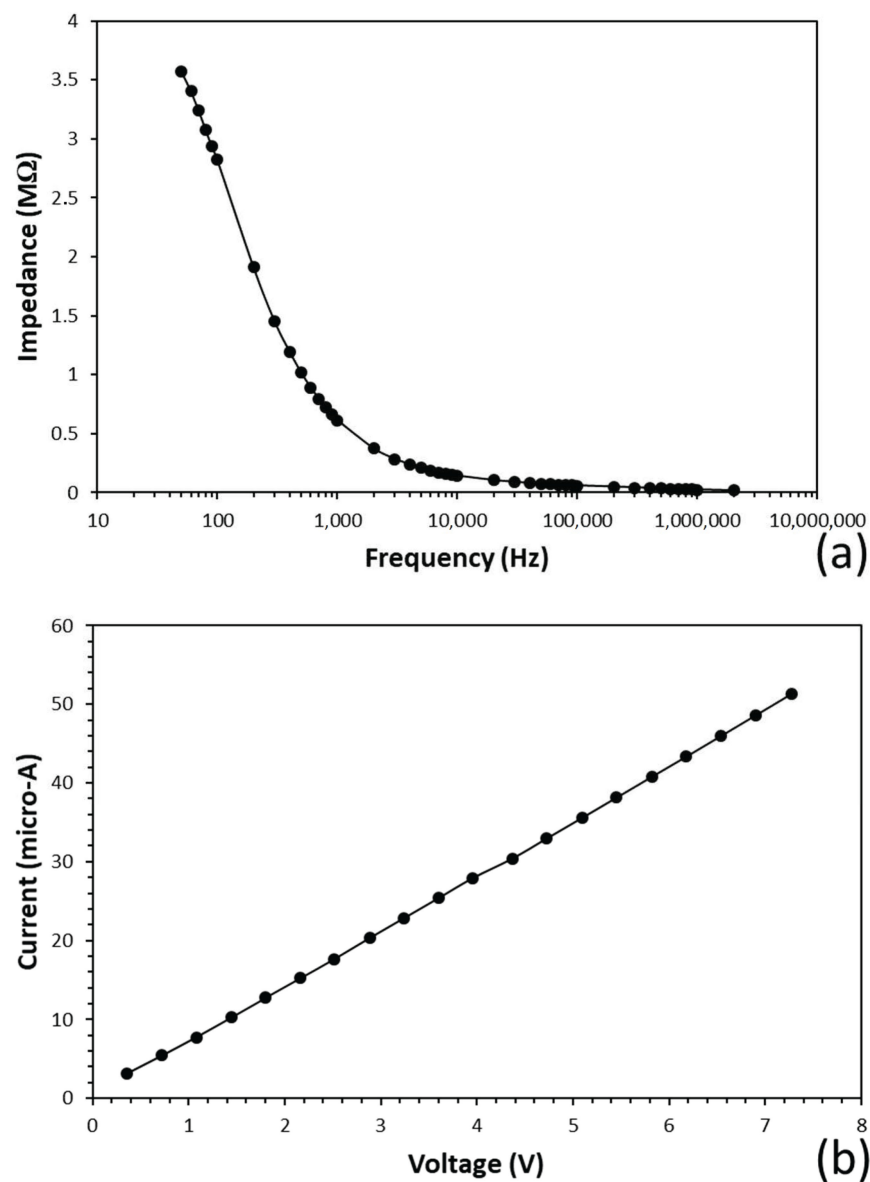 4
3.5
3
2.5
2
1.5
1
0.5
0
Impedance (MΩ)
10 100 1,000 10,000 100,000 1,000,000 10,000,000
Frequency (Hz)
(a)
60
50
40
30
20
10
0
Current (micro-A)
0 1 2 3 4 5 6 7 8
Voltage (V)
(b)